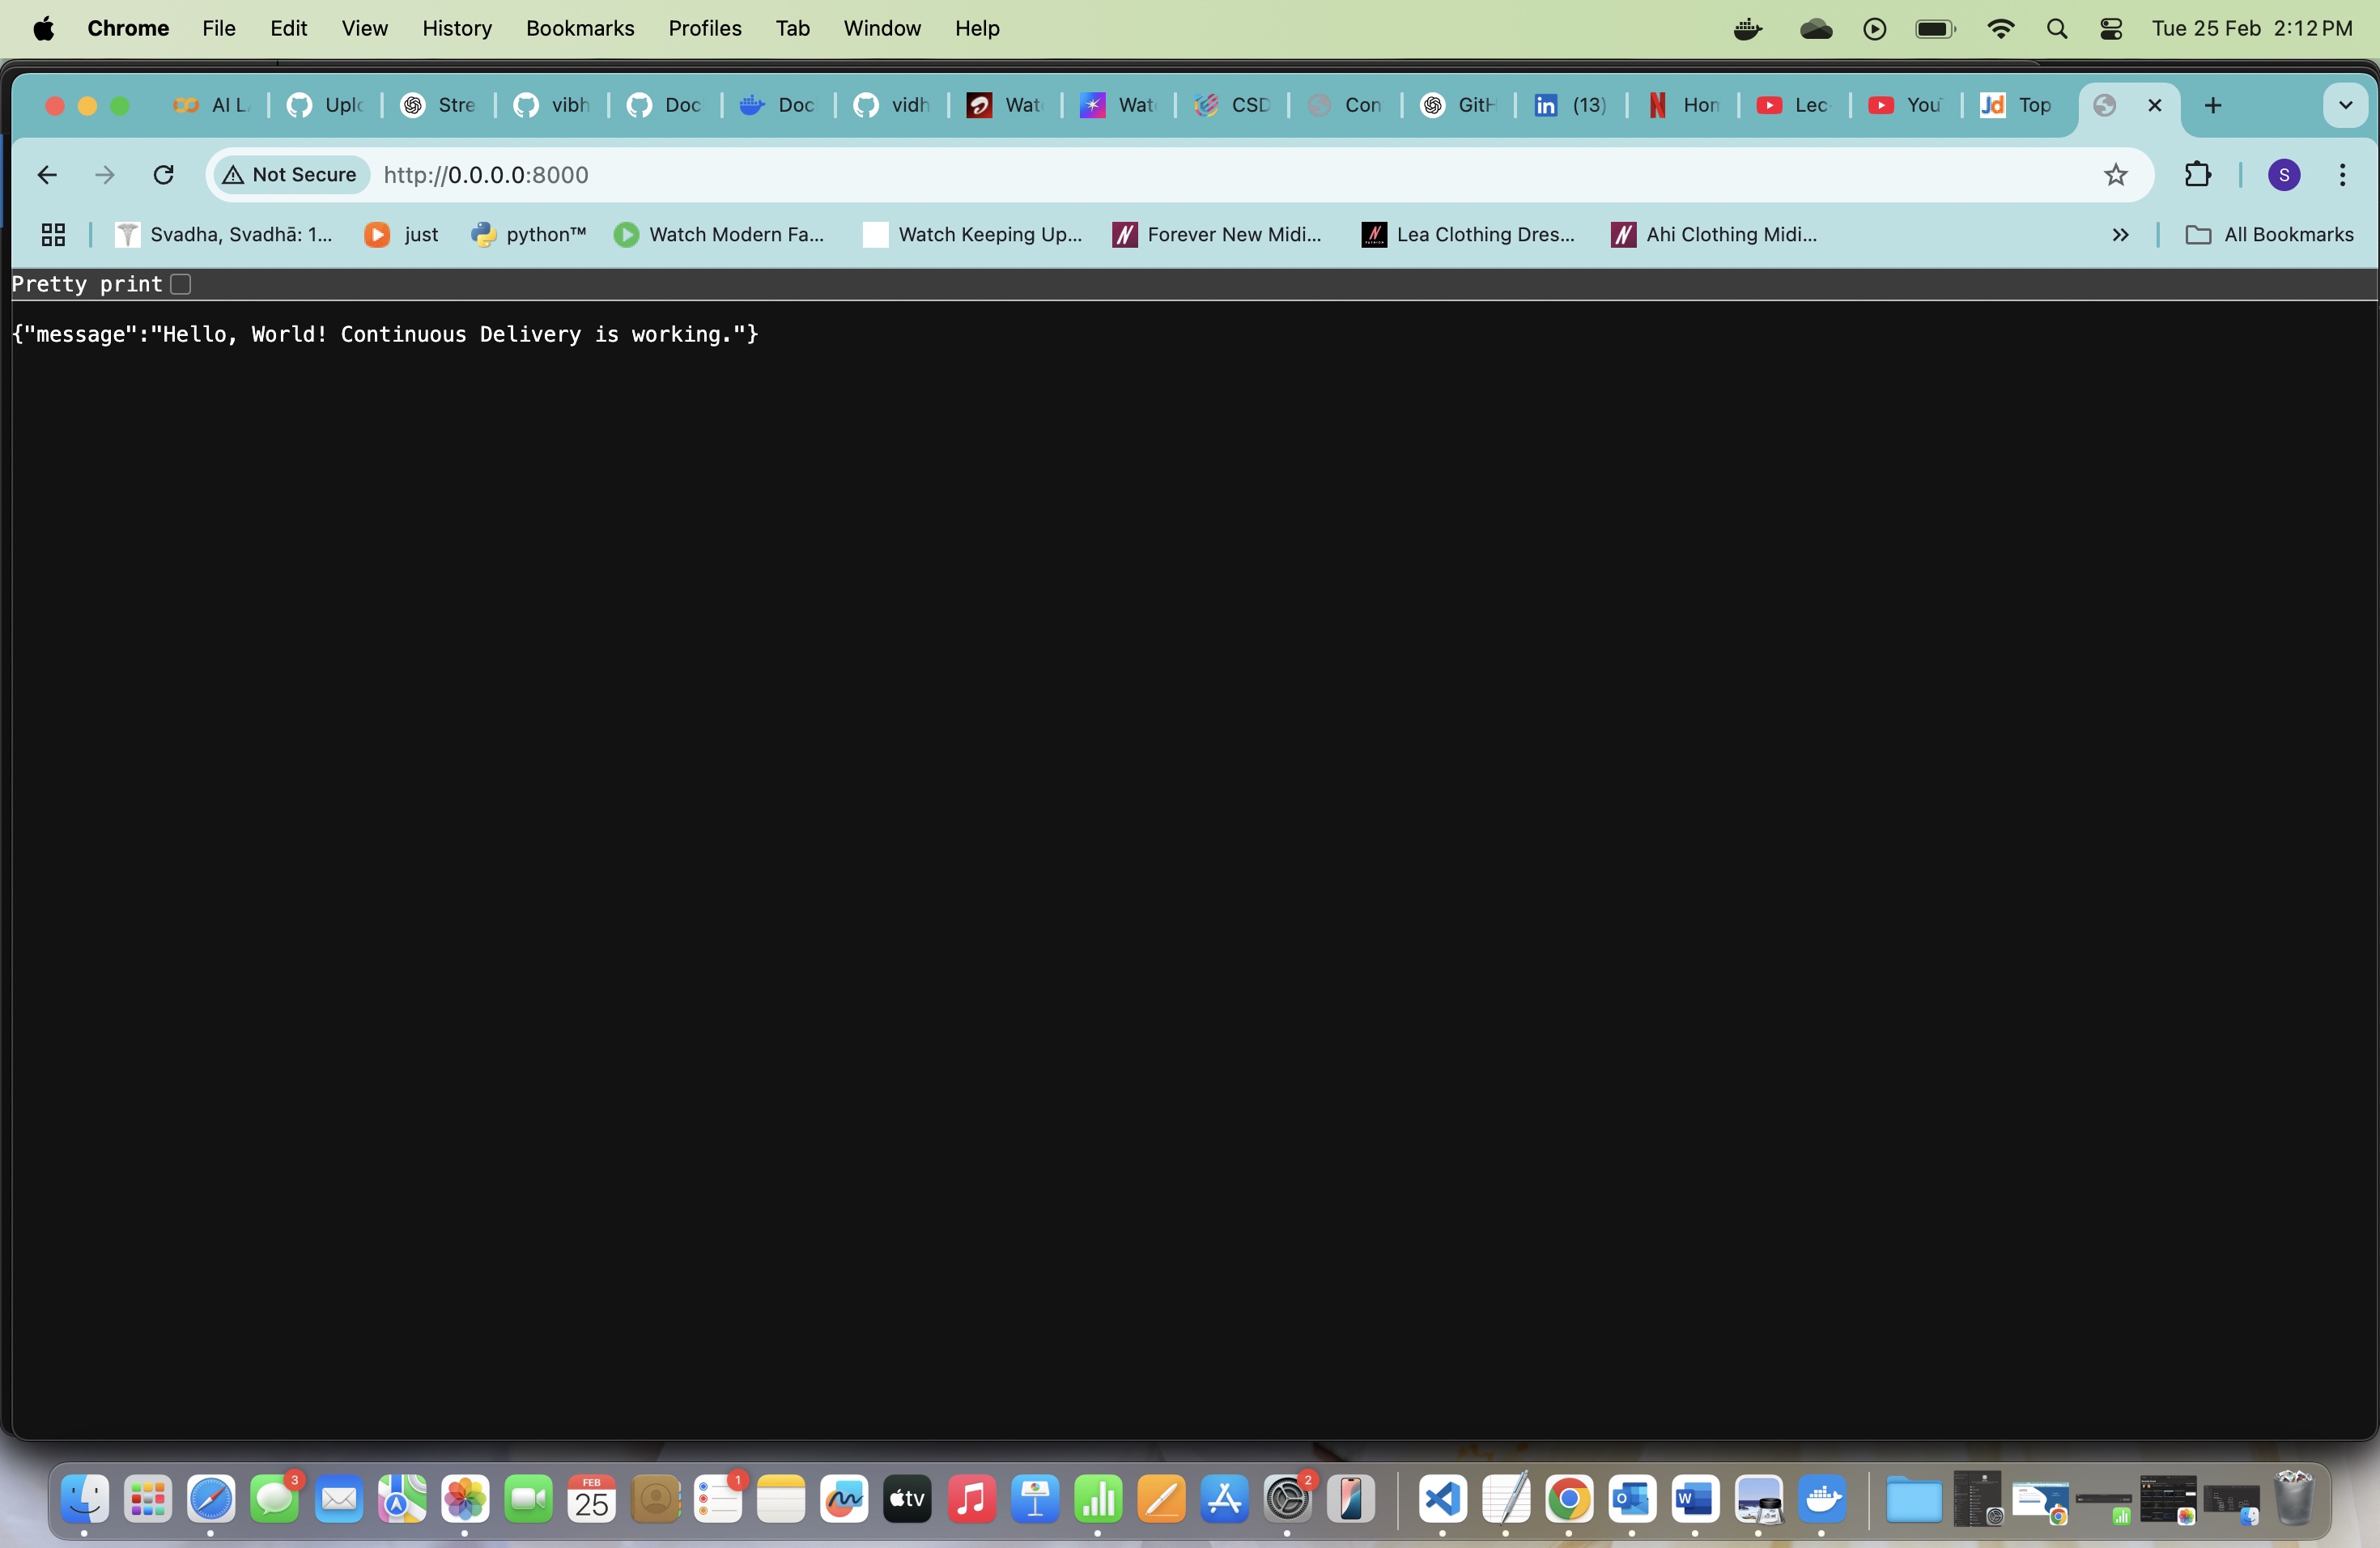 Chrome File Edit View History Bookmarks Profiles Tab Window Help Tue 25 Feb 2:12 PM
AI L Uplo Stre vibh Doc Doc vidh Wat Wat CSD Con GitH (13) Hom Lec You Top
Not Secure http://0.0.0.0:8000 S
Svadha, Svadhā: 1... just python™ Watch Modern Fa... Watch Keeping Up... Forever New Midi... Lea Clothing Dres... Ahi Clothing Midi... All Bookmarks
Pretty print
{"message":"Hello, World! Continuous Delivery is working."}
3 FEB 25 1 tv 2